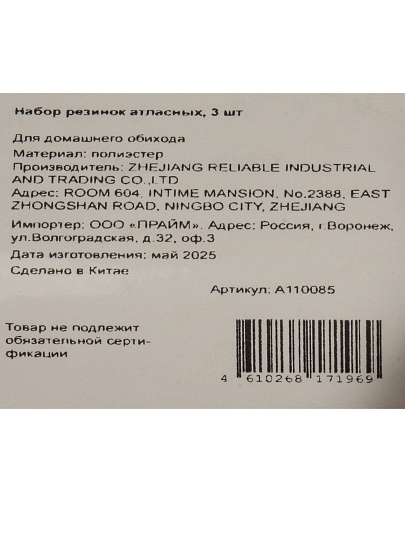 Набор резинок атласных, 3 шт
Для домашнего обихода
Материал: полиэстер
Производитель: ZHEJIANG RELIABLE INDUSTRIAL
AND TRADING CO.,LTD
Адрес: ROOM 604, INTIME MANSION, No.2388, EAST
ZHONGSHAN ROAD, NINGBO CITY, ZHEJIANG
Импортер: ООО «ПРАЙМ». Адрес: Россия, г.Воронеж,
ул.Волгоградская, д.32, оф.3
Дата изготовления: май 2025
Сделано в Китае
Артикул: А110085
Товар не подлежит
обязательной серти-
фикации
4 610268 171969